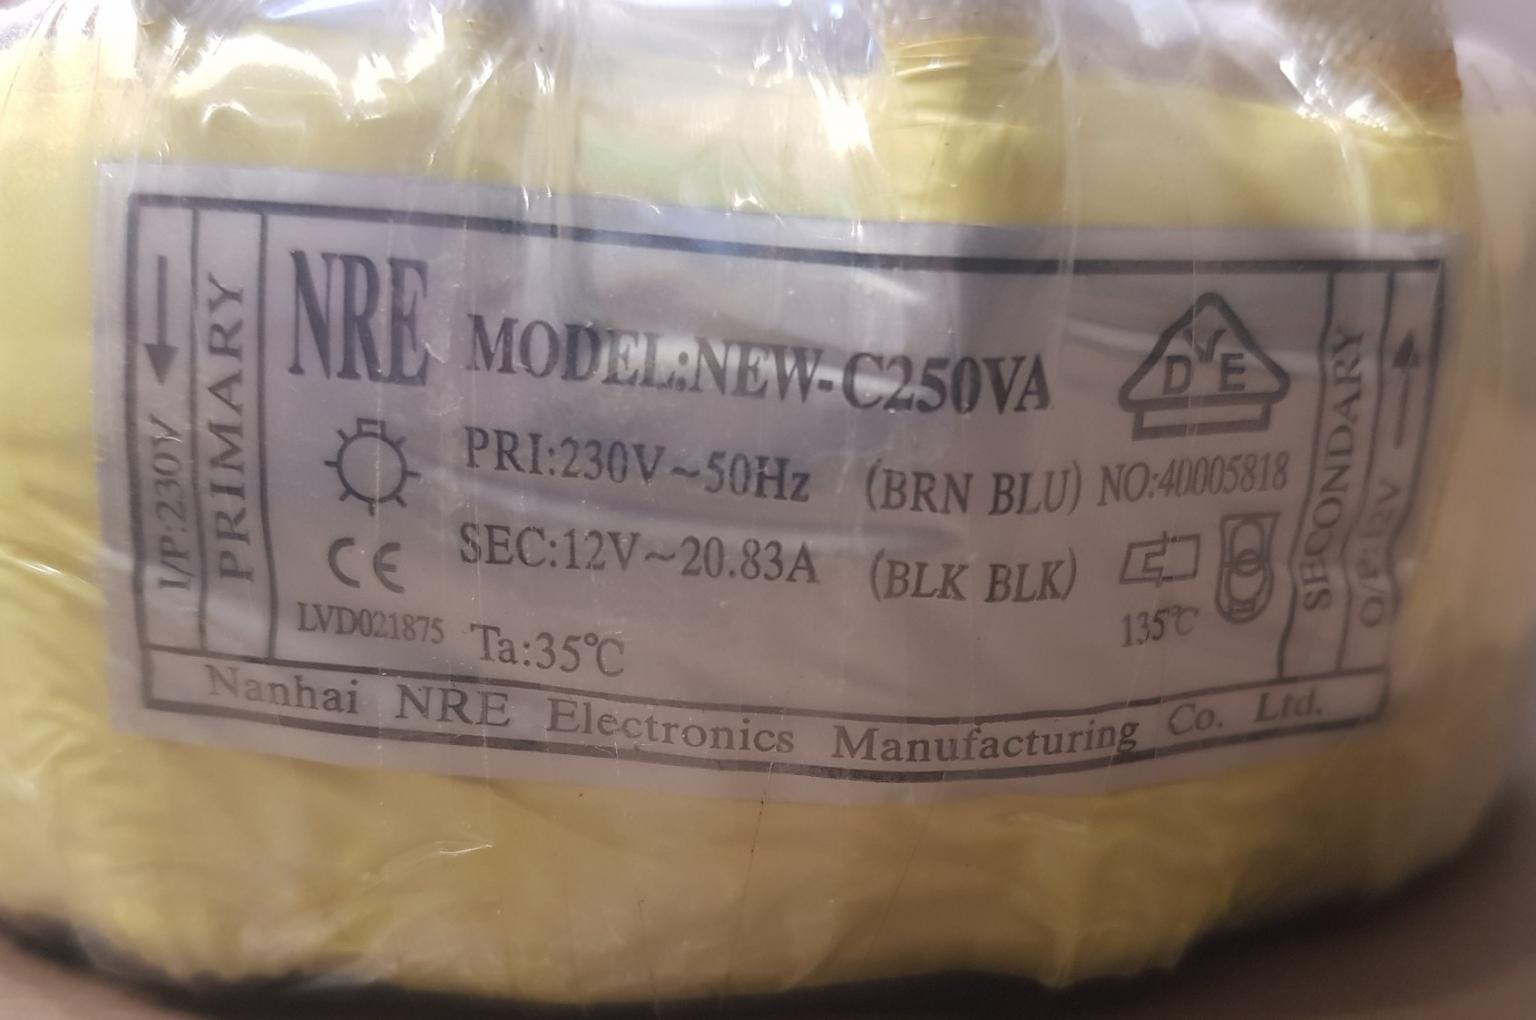 I/P:230V
PRIMARY
NRE
MODEL:NEW-C250VA
D V E
PRI:230V~50Hz (BRN BLU) NO:40005818
SEC:12V~20.83A (BLK BLK)
CE
LVD021875 Ta:35℃
135℃
SECONDARY
O/P:12V
Nanhai NRE Electronics Manufacturing Co. Ltd.